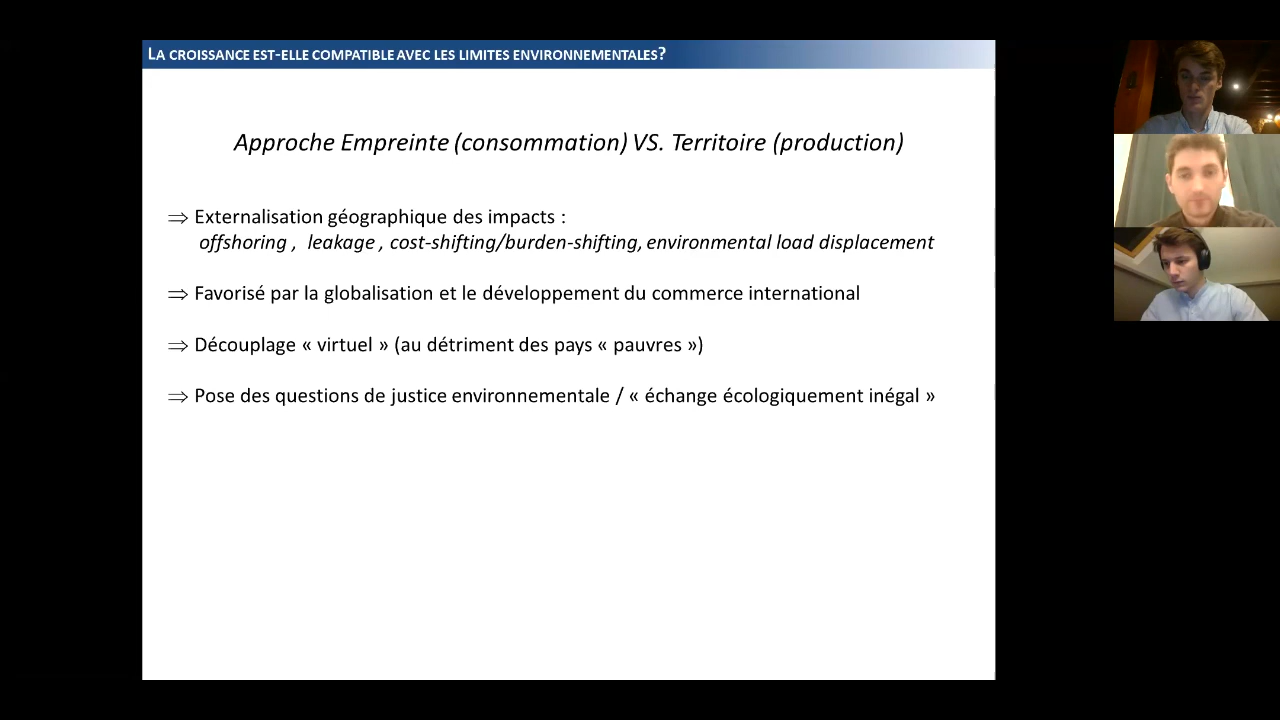 LA CROISSANCE EST-ELLE COMPATIBLE AVEC LES LIMITES ENVIRONNEMENTALES?
Approche Empreinte (consommation) VS. Territoire (production)
⇒ Externalisation géographique des impacts :
offshoring , leakage , cost-shifting/burden-shifting, environmental load displacement
⇒ Favorisé par la globalisation et le développement du commerce international
⇒ Découplage « virtuel » (au détriment des pays « pauvres »)
⇒ Pose des questions de justice environnementale / « échange écologiquement inégal »